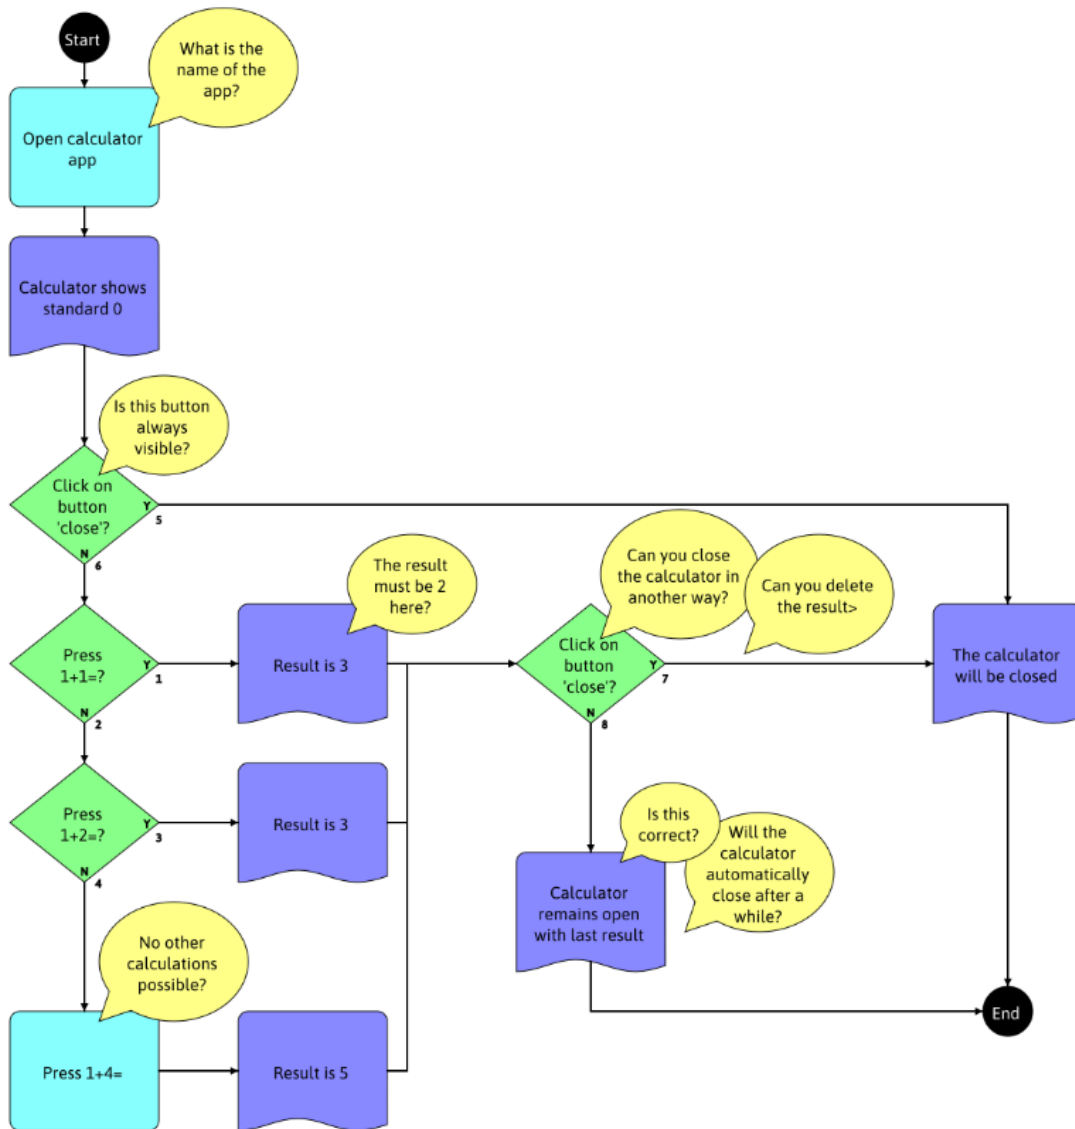 Start
What is the
name of the
app?
Open calculator
app
Calculator shows
standard 0
Is this button
always
visible?
Click on
button
'close'?
Y
5
N
6
The result
must be 2
here?
Can you close
the calculator in
another way?
Can you delete
the result>
Press
1+1=?
Y
1
N
2
Result is 3
Click on
button
'close'?
Y
7
N
8
The calculator
will be closed
Press
1+2=?
Y
3
N
4
Result is 3
Is this
correct?
Will the
calculator
automatically
close after a
while?
Calculator
remains open
with last result
No other
calculations
possible?
Press 1+4=
Result is 5
End